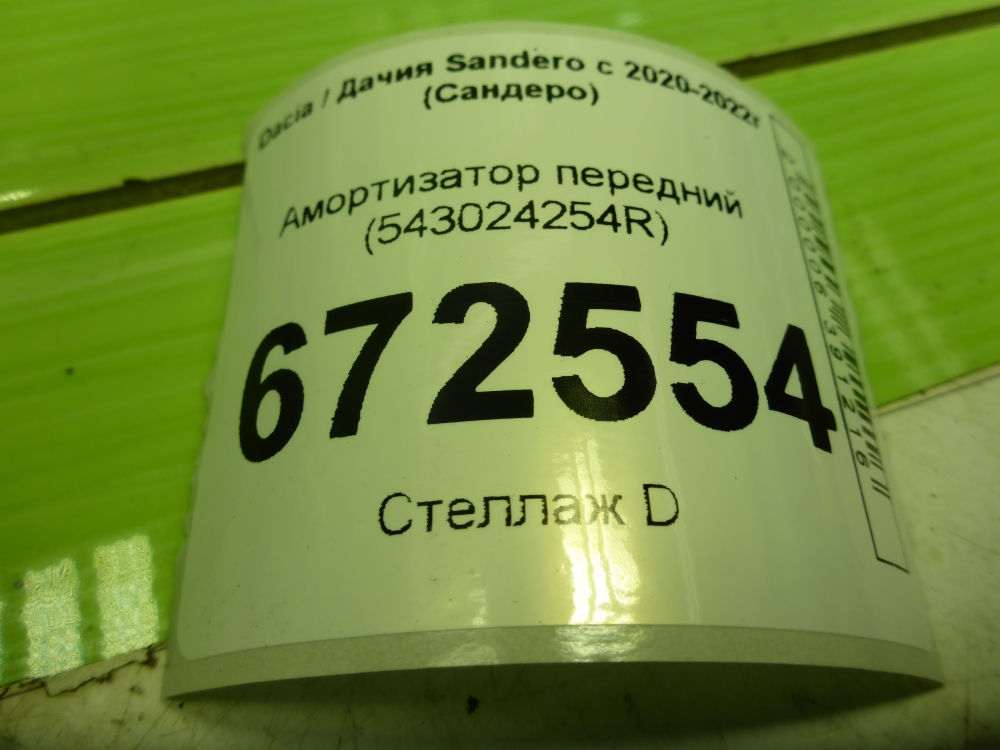 Dacia / Дачия Sandero с 2020-2022г
(Сандеро)
Амортизатор передний
(543024254R)
672554
Стеллаж D